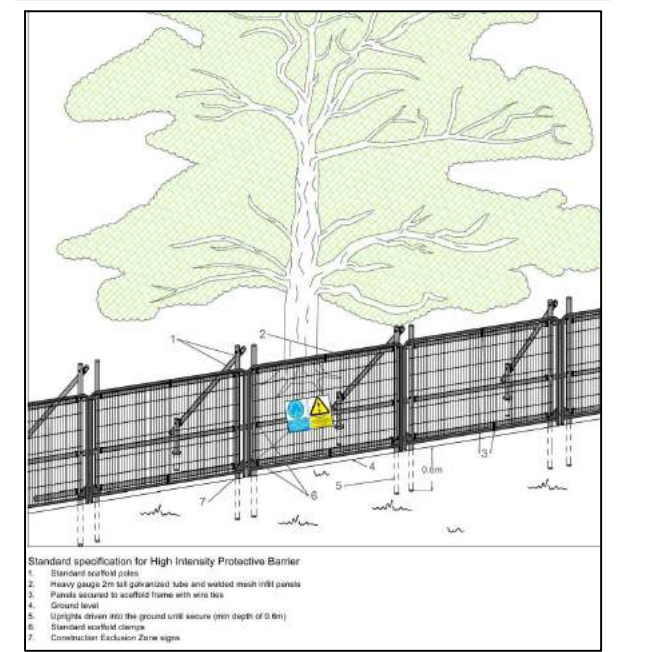 1
2
0.6m
3
4
5
6
7
Standard specification for High Intensity Protective Barrier
1. Standard scaffold poles
2. Heavy gauge 2m tall galvanized tube and welded mesh infill panels
3. Panels secured to scaffold frame with wire ties
4. Ground level
5. Uprights driven into the ground until secure (min depth of 0.6m)
6. Standard scaffold clamps
7. Construction Exclusion Zone signs